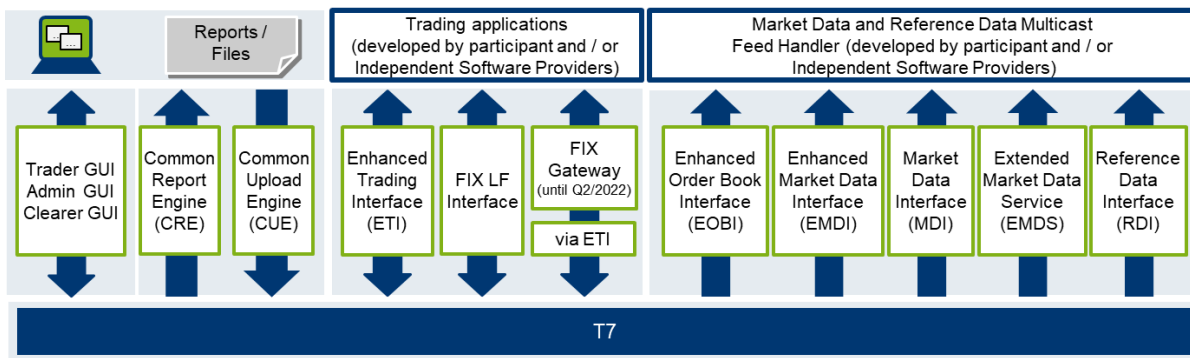 ...
...
Reports /
Files
Trading applications
(developed by participant and / or
Independent Software Providers)
Market Data and Reference Data Multicast
Feed Handler (developed by participant and / or
Independent Software Providers)
Trader GUI
Admin GUI
Clearer GUI
Common
Report
Engine
(CRE)
Common
Upload
Engine
(CUE)
Enhanced
Trading
Interface
(ETI)
FIX LF
Interface
FIX
Gateway
(until Q2/2022)
via ETI
Enhanced
Order Book
Interface
(EOBI)
Enhanced
Market Data
Interface
(EMDI)
Market
Data
Interface
(MDI)
Extended
Market Data
Service
(EMDS)
Reference
Data
Interface
(RDI)
T7